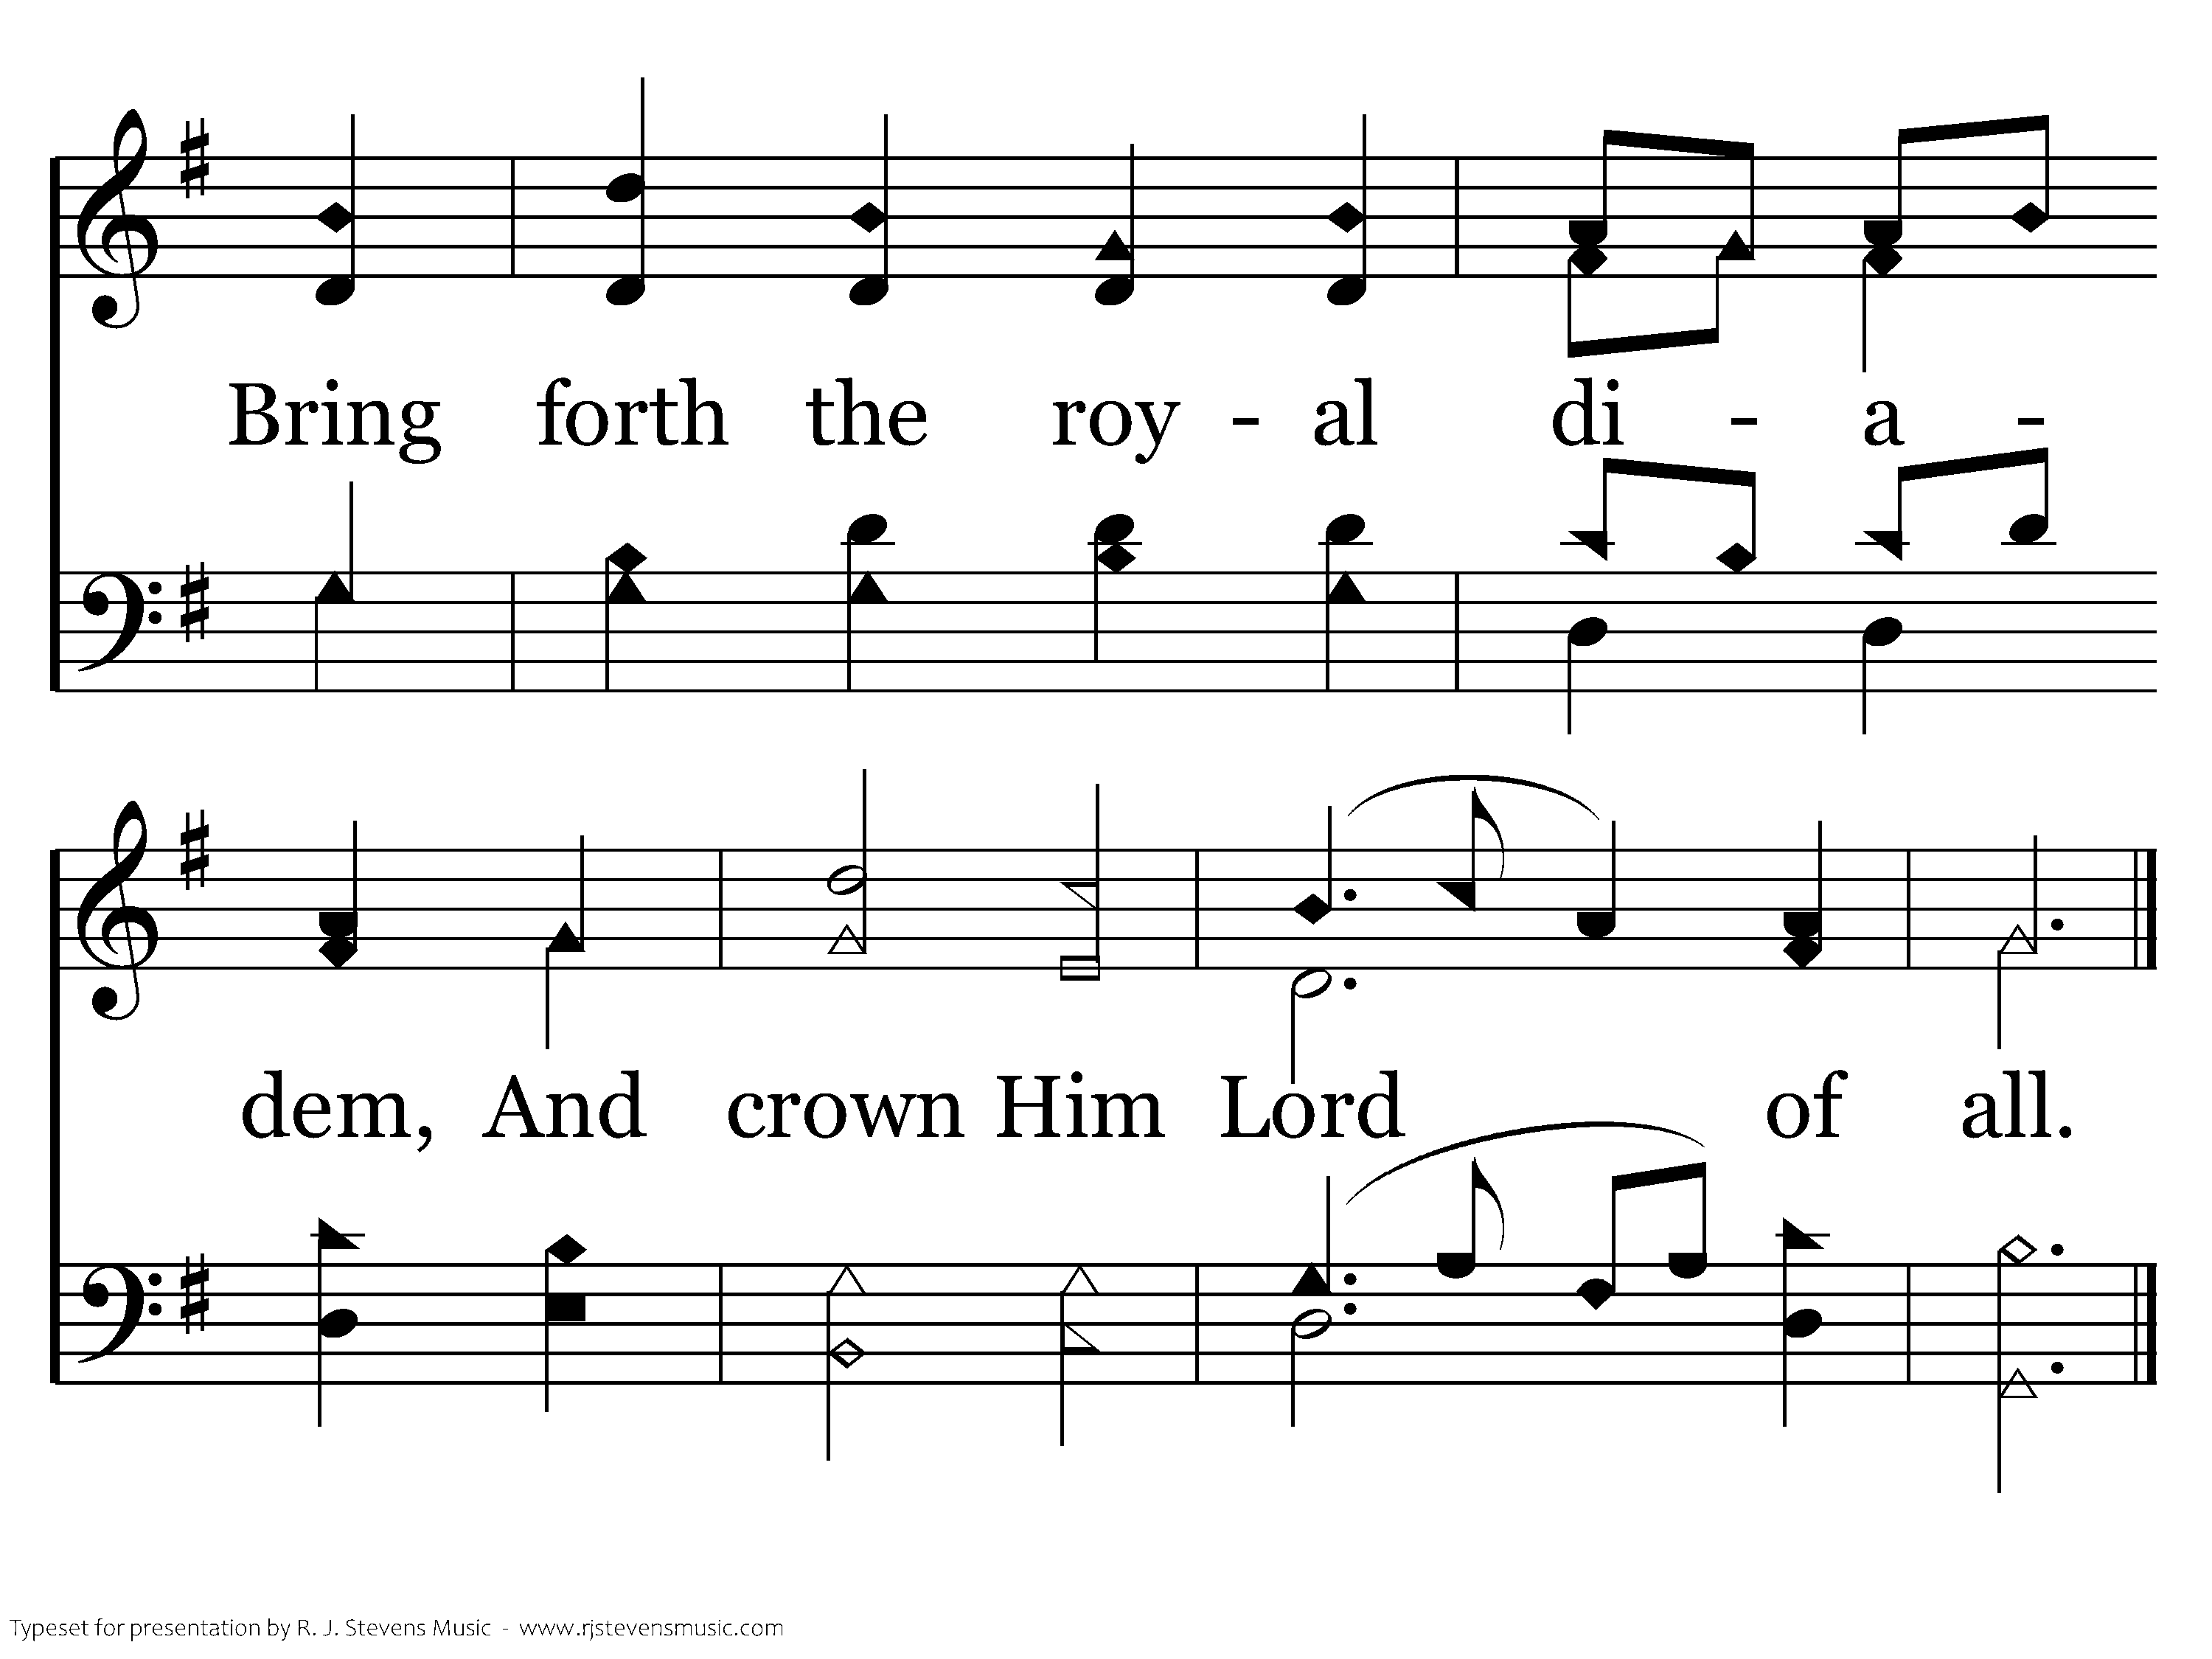 Bring forth the roy - al di - a -
dem, And crown Him Lord of all.
Typeset for presentation by R. J. Stevens Music - www.rjstevensmusic.com